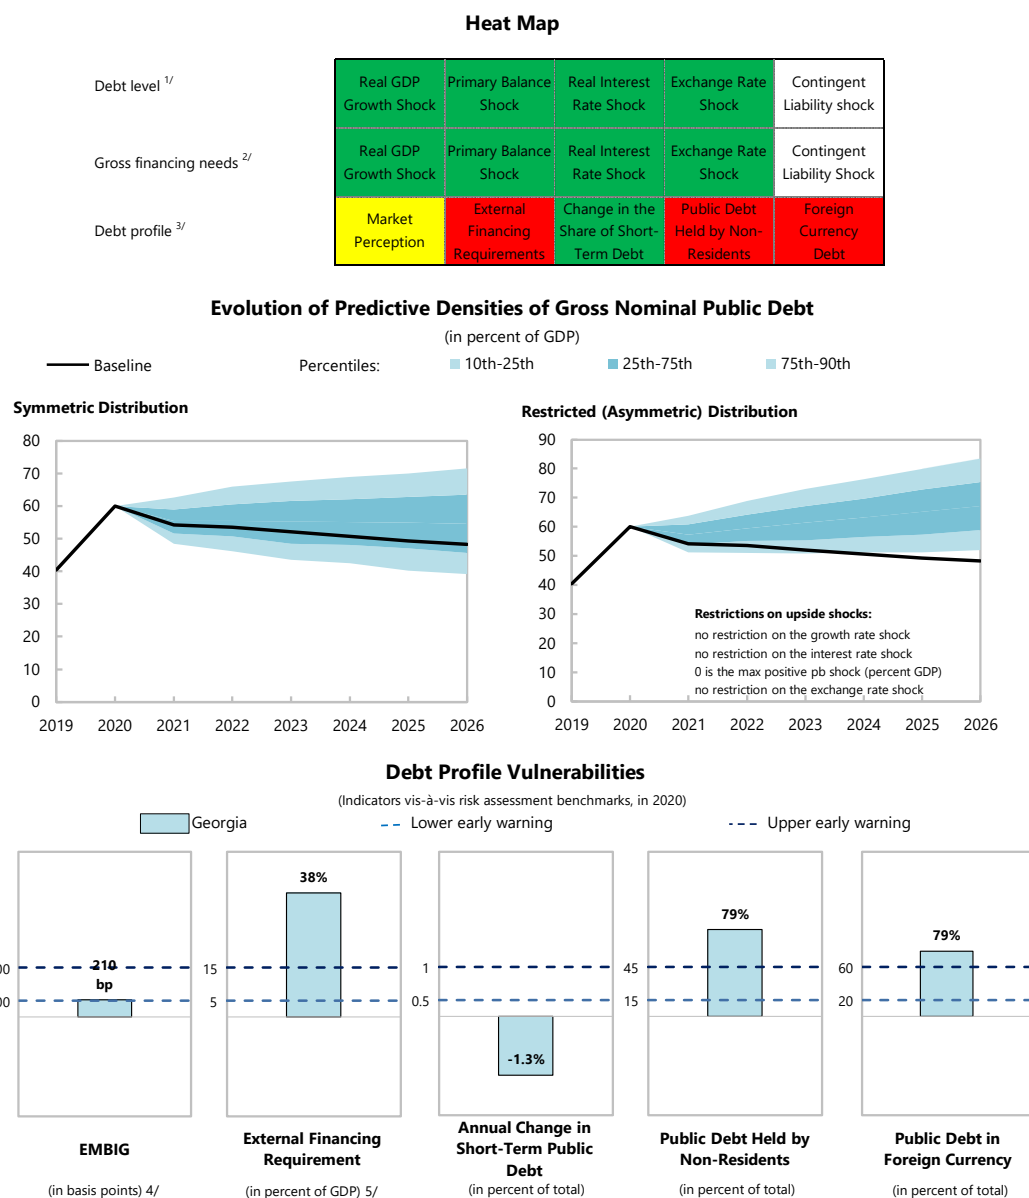 Heat Map
Debt level 1/
Real GDP Growth Shock
Primary Balance Shock
Real Interest Rate Shock
Exchange Rate Shock
Contingent Liability shock
Gross financing needs 2/
Real GDP Growth Shock
Primary Balance Shock
Real Interest Rate Shock
Exchange Rate Shock
Contingent Liability Shock
Debt profile 3/
Market Perception
External Financing Requirements
Change in the Share of Short-Term Debt
Public Debt Held by Non-Residents
Foreign Currency Debt
Evolution of Predictive Densities of Gross Nominal Public Debt
(in percent of GDP)
Baseline
Percentiles:
10th-25th
25th-75th
75th-90th
Symmetric Distribution
80
70
60
50
40
30
20
10
0
2019 2020 2021 2022 2023 2024 2025 2026
Restricted (Asymmetric) Distribution
90
80
70
60
50
40
30
20
10
0
Restrictions on upside shocks:
no restriction on the growth rate shock
no restriction on the interest rate shock
0 is the max positive pb shock (percent GDP)
no restriction on the exchange rate shock
2019 2020 2021 2022 2023 2024 2025 2026
Debt Profile Vulnerabilities
(Indicators vis-à-vis risk assessment benchmarks, in 2020)
Georgia
Lower early warning
Upper early warning
210
bp
00
00
EMBIG
(in basis points) 4/
38%
15
5
External Financing
Requirement
(in percent of GDP) 5/
1
0.5
-1.3%
Annual Change in
Short-Term Public
Debt
(in percent of total)
79%
45
15
Public Debt Held by
Non-Residents
(in percent of total)
79%
60
20
Public Debt in
Foreign Currency
(in percent of total)